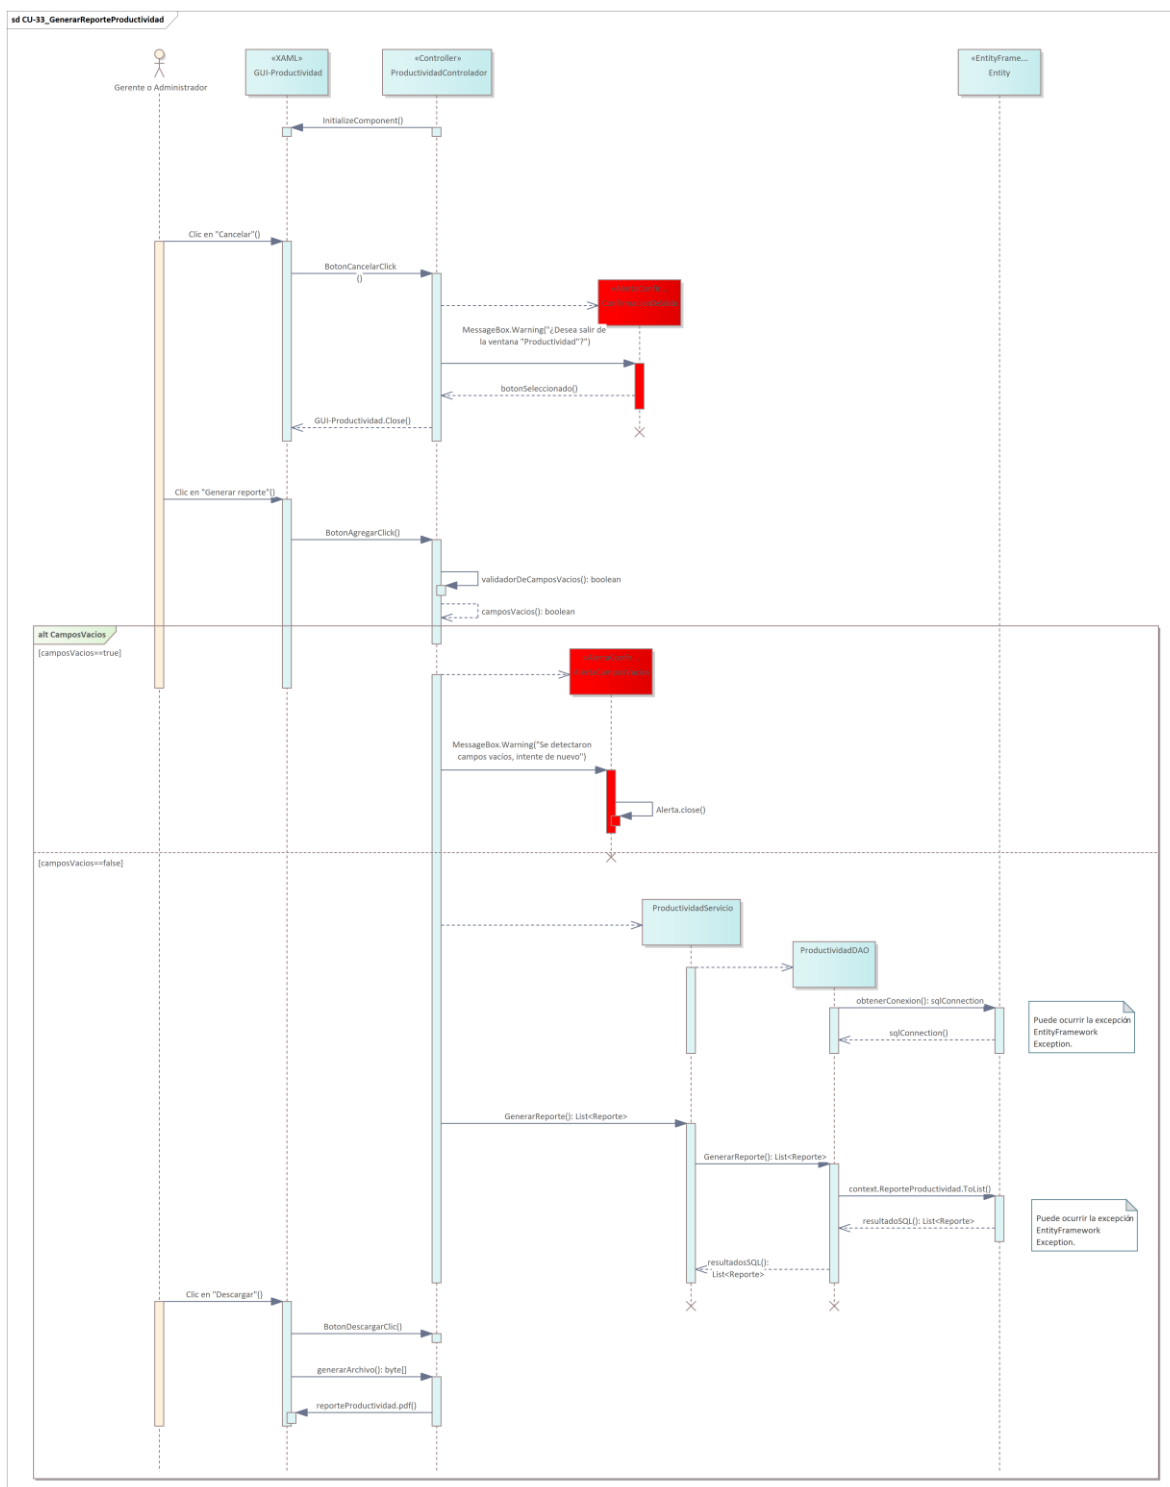 sd CU-33_GenerarReporteProductividad
Gerente o Administrador
«XAML»
GUI-Productividad
«Controller»
ProductividadControlador
«EntityFrame...
Entity
InitializeComponent()
Clic en "Cancelar"()
BotonCancelarClick
()
MessageBox.Warning("¿Desea salir de
la ventana "Productividad"?")
botonSeleccionado()
GUI-Productividad.Close()
Clic en "Generar reporte"()
BotonAgregarClick()
validadorDeCamposVacios(): boolean
camposVacios(): boolean
alt CamposVacios
[camposVacios==true]
MessageBox.Warning("Se detectaron
campos vacíos, intente de nuevo")
Alerta.close()
[camposVacios==false]
ProductividadServicio
ProductividadDAO
obtenerConexion(): sqlConnection
sqlConnection()
Puede ocurrir la excepción
EntityFramework
Exception.
GenerarReporte(): List<Reporte>
GenerarReporte(): List<Reporte>
context.ReporteProductividad.ToList()
resultadoSQL(): List<Reporte>
Puede ocurrir la excepción
EntityFramework
Exception.
resultadosSQL():
List<Reporte>
Clic en "Descargar"()
BotonDescargarClic()
generarArchivo(): byte[]
reporteProductividad.pdf()